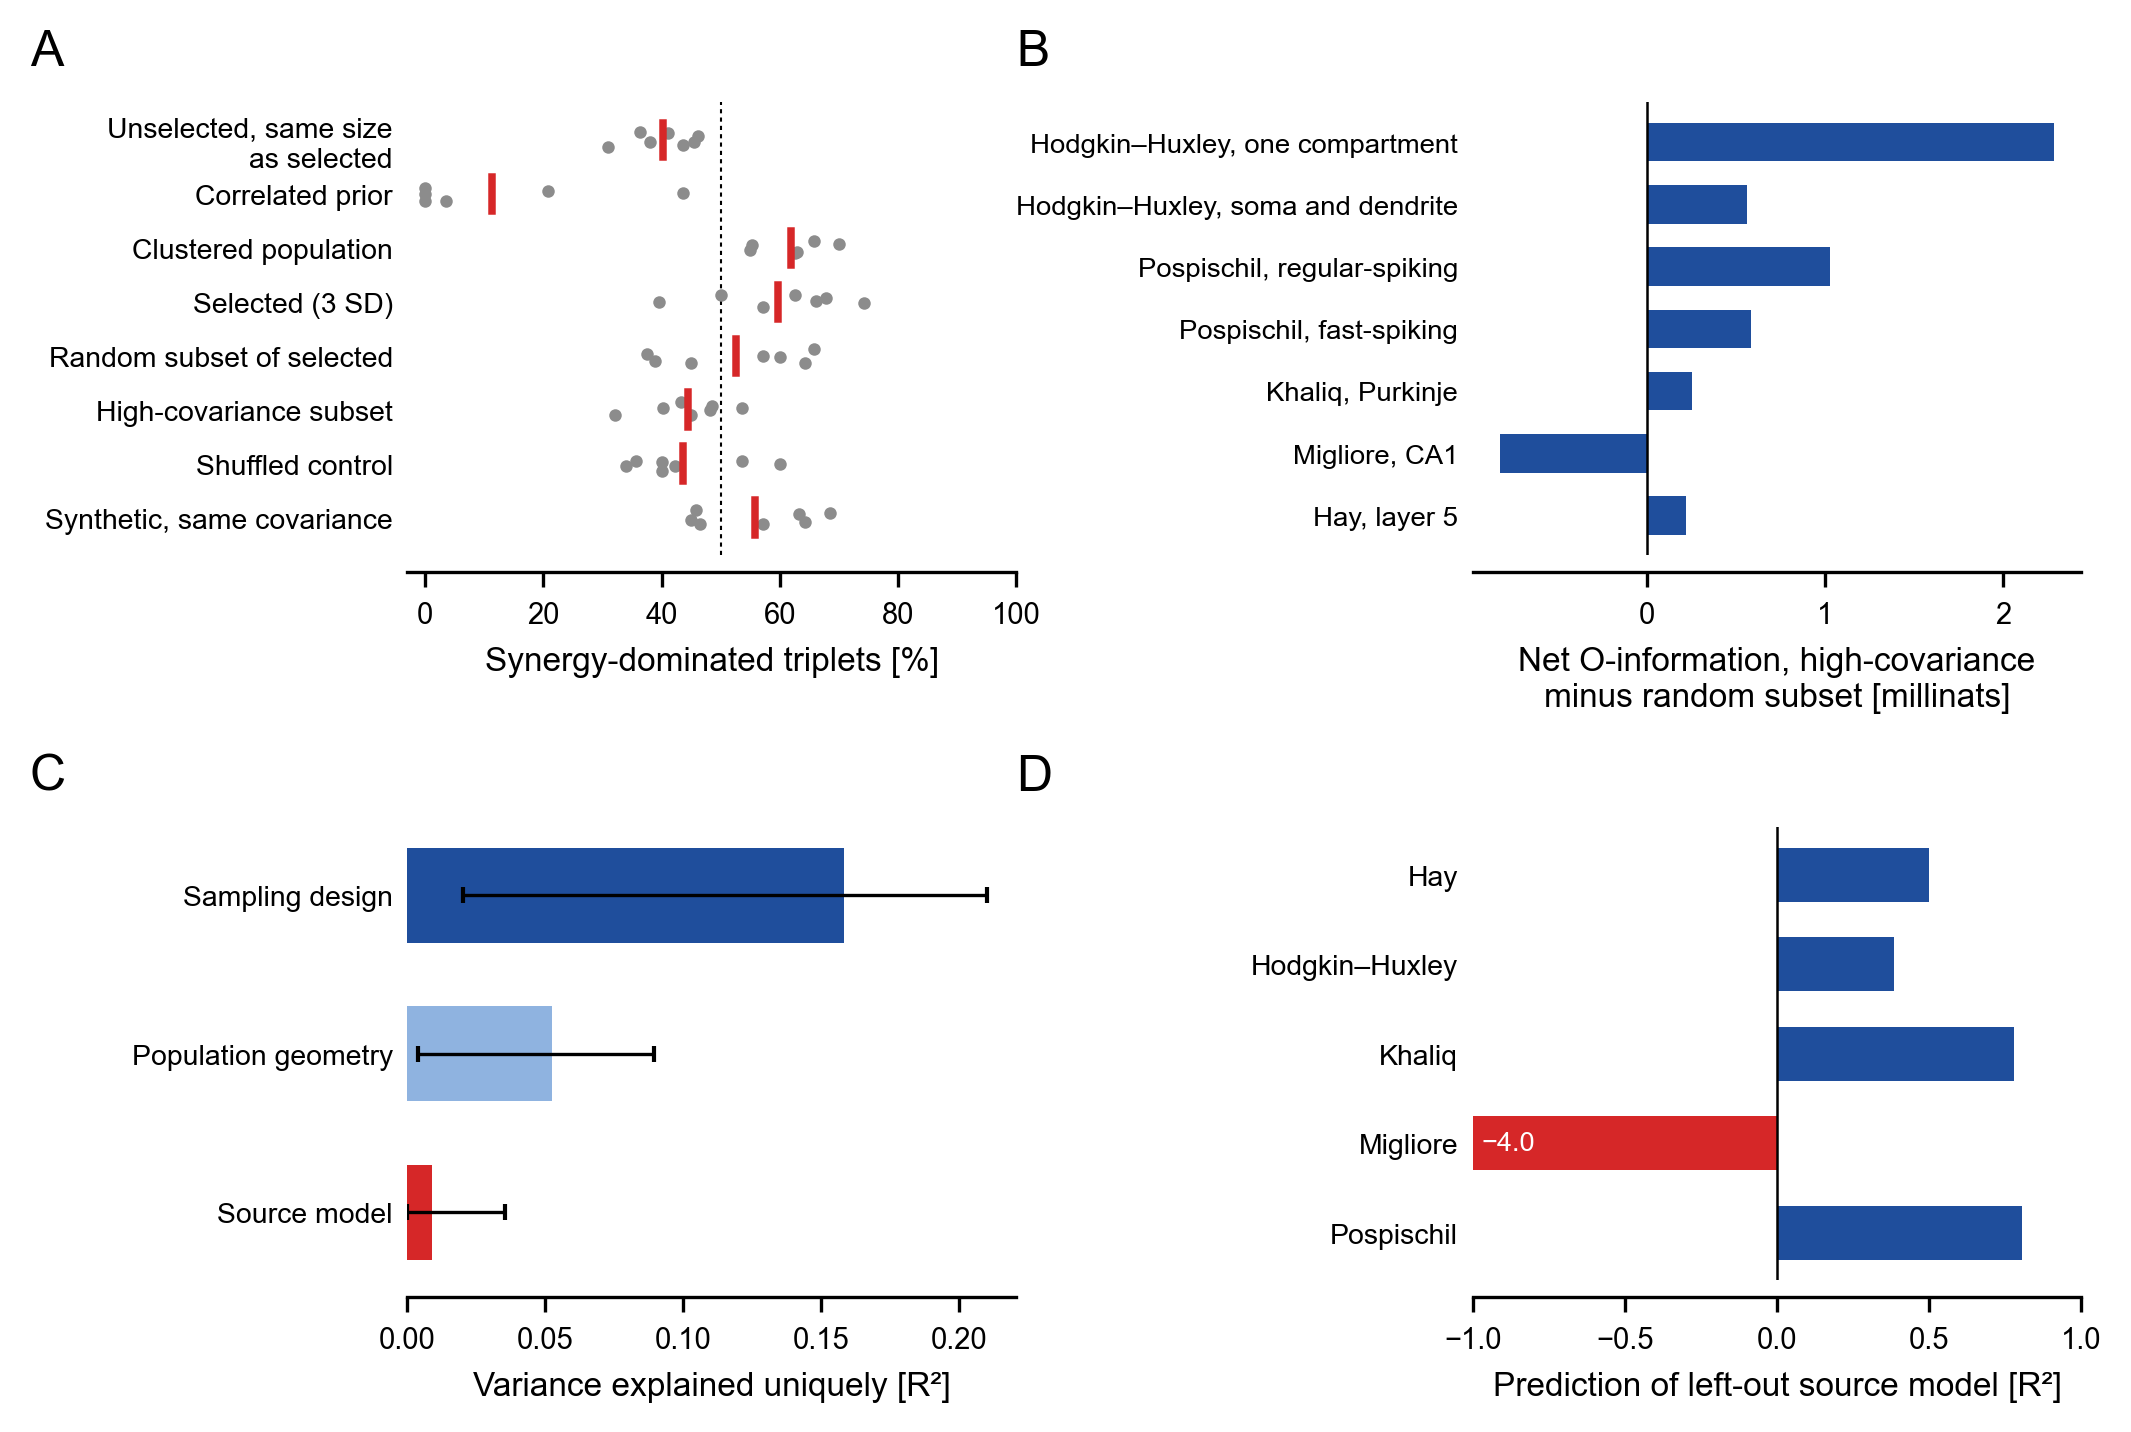 A
Unselected, same size
as selected
Correlated prior
Clustered population
Selected (3 SD)
Random subset of selected
High-covariance subset
Shuffled control
Synthetic, same covariance
0 20 40 60 80 100
Synergy-dominated triplets [%]
B
Hodgkin–Huxley, one compartment
Hodgkin–Huxley, soma and dendrite
Pospischil, regular-spiking
Pospischil, fast-spiking
Khaliq, Purkinje
Migliore, CA1
Hay, layer 5
0 1 2
Net O-information, high-covariance
minus random subset [millinats]
C
Sampling design
Population geometry
Source model
0.00 0.05 0.10 0.15 0.20
Variance explained uniquely [R²]
D
Hay
Hodgkin–Huxley
Khaliq
Migliore
−4.0
Pospischil
−1.0 −0.5 0.0 0.5 1.0
Prediction of left-out source model [R²]